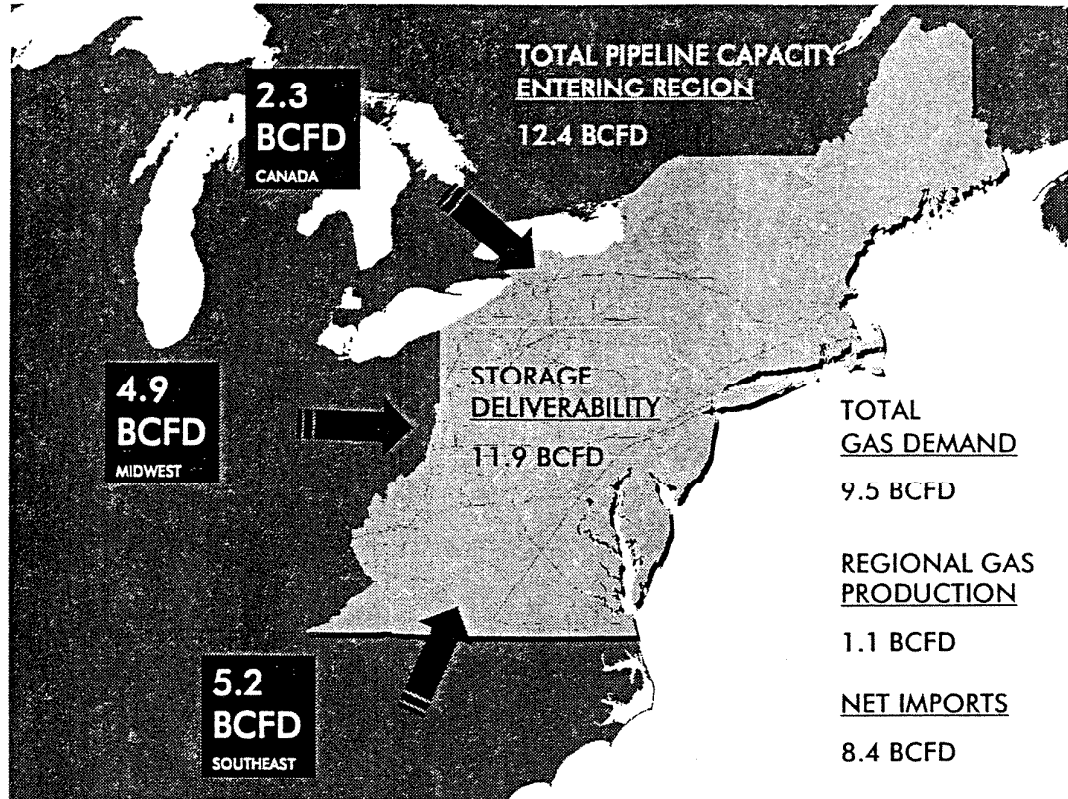 TOTAL PIPELINE CAPACITY
ENTERING REGION
12.4 BCFD
2.3
BCFD
CANADA
4.9
BCFD
MIDWEST
STORAGE
DELIVERABILITY
11.9 BCFD
TOTAL
GAS DEMAND
9.5 BCFD
REGIONAL GAS
PRODUCTION
1.1 BCFD
5.2
BCFD
SOUTHEAST
NET IMPORTS
8.4 BCFD